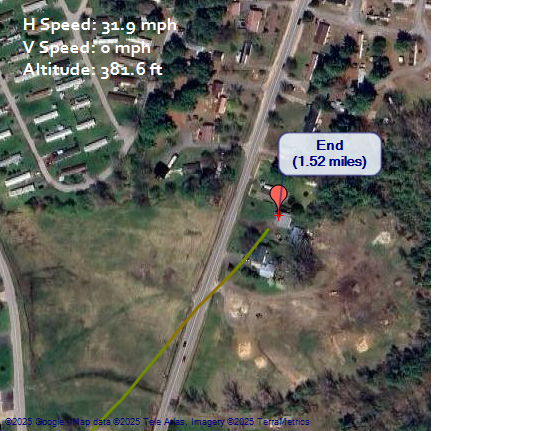 H Speed: 31.9 mph
V Speed: 0 mph
Altitude: 381.6 ft
End
(1.52 miles)
©2025 Google - Map data ©2025 Tele Atlas, Imagery ©2025 TerraMetrics